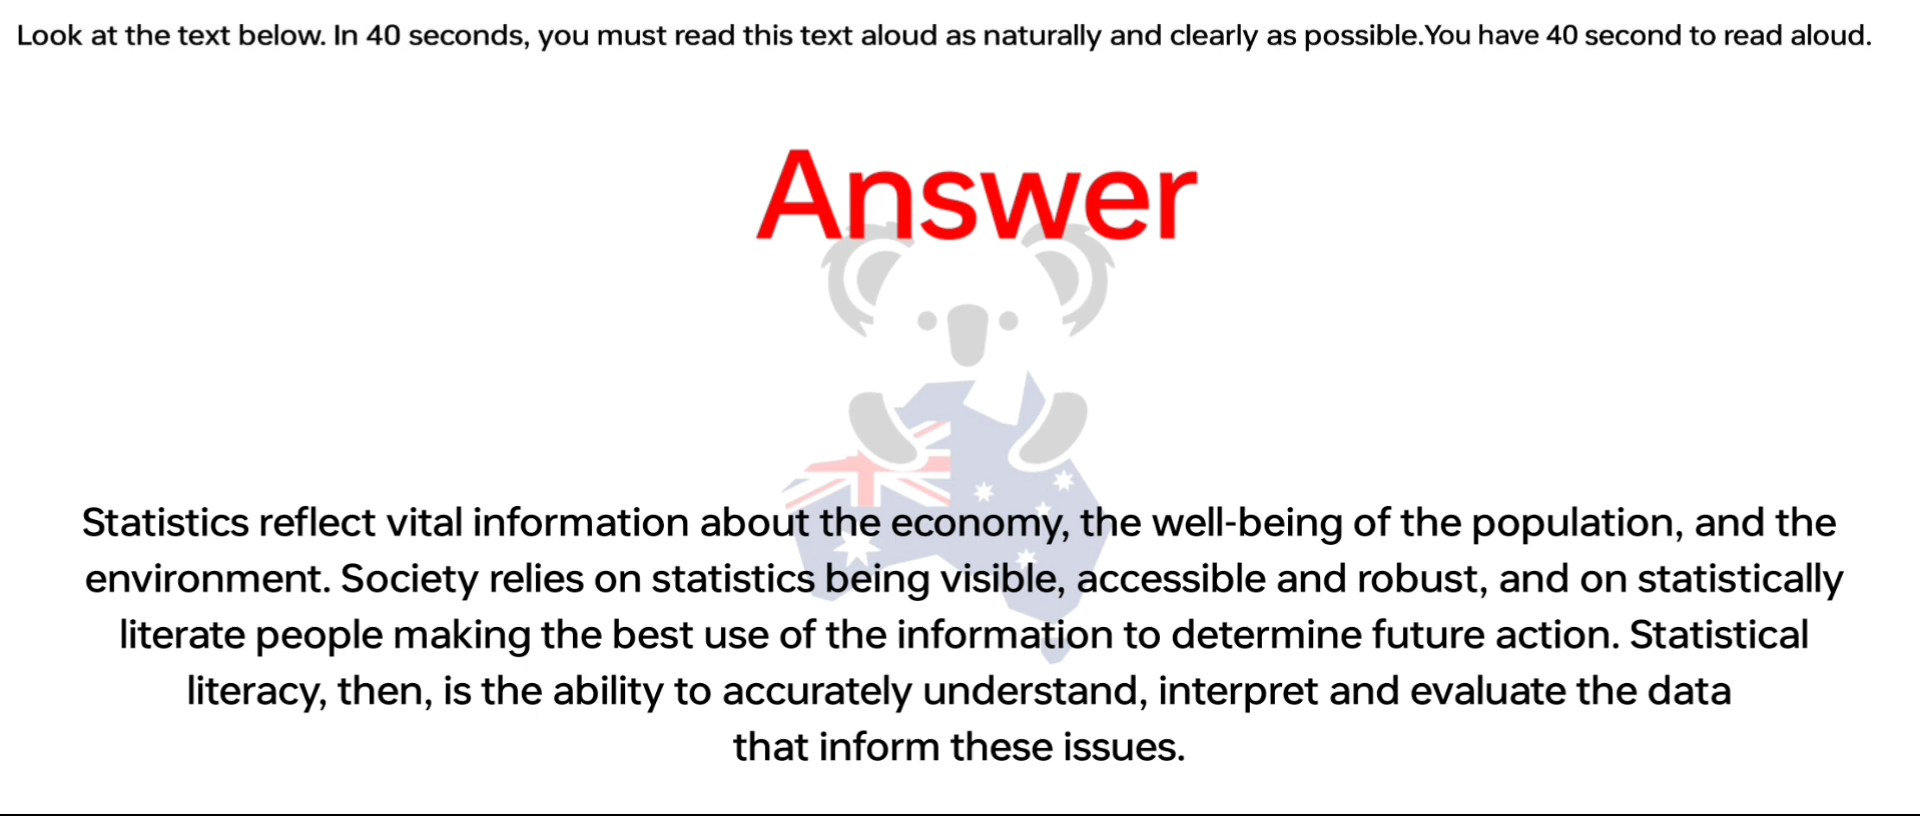 Look at the text below. In 40 seconds, you must read this text aloud as naturally and clearly as possible.You have 40 second to read aloud.
Answer
Statistics reflect vital information about the economy, the well-being of the population, and the
environment. Society relies on statistics being visible, accessible and robust, and on statistically
literate people making the best use of the information to determine future action. Statistical
literacy, then, is the ability to accurately understand, interpret and evaluate the data
that inform these issues.